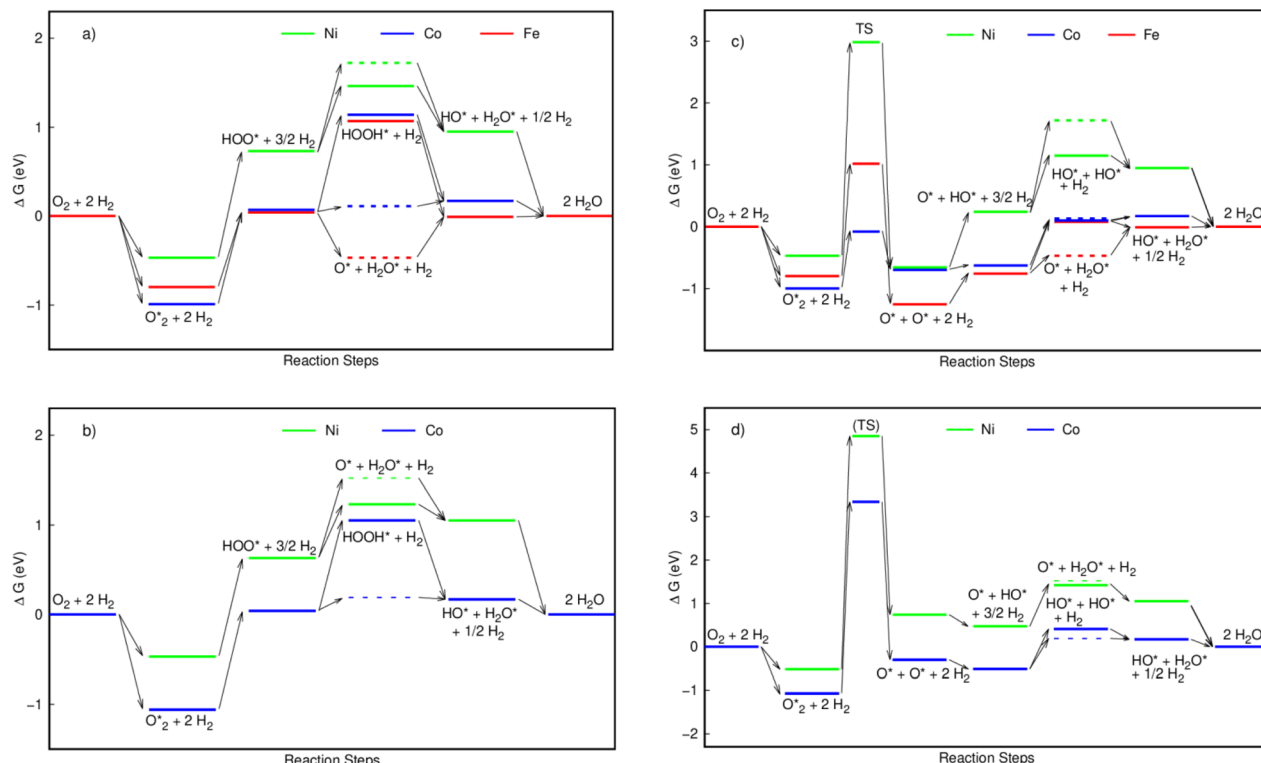 a)
Ni
Co
Fe
2
1
0
−1
Δ G (eV)
O2 + 2 H2
O*2 + 2 H2
HOO* + 3/2 H2
HOOH* + H2
O* + H2O* + H2
HO* + H2O* + 1/2 H2
2 H2O
Reaction Steps
c)
TS
Ni
Co
Fe
3
2
1
0
−1
Δ G (eV)
O2 + 2 H2
O*2 + 2 H2
O* + O* + 2 H2
O* + HO* + 3/2 H2
HO* + HO*
+ H2
O* + H2O*
+ H2
HO* + H2O*
+ 1/2 H2
2 H2O
Reaction Steps
b)
Ni
Co
2
1
0
−1
Δ G (eV)
O2 + 2 H2
O*2 + 2 H2
HOO* + 3/2 H2
O* + H2O* + H2
HOOH* + H2
HO* + H2O*
+ 1/2 H2
2 H2O
Reaction Steps
d)
(TS)
Ni
Co
5
4
3
2
1
0
−1
−2
Δ G (eV)
O2 + 2 H2
O*2 + 2 H2
O* + O* + 2 H2
O* + HO*
+ 3/2 H2
O* + H2O* + H2
HO* + HO*
+ H2
HO* + H2O*
+ 1/2 H2
2 H2O
Reaction Steps